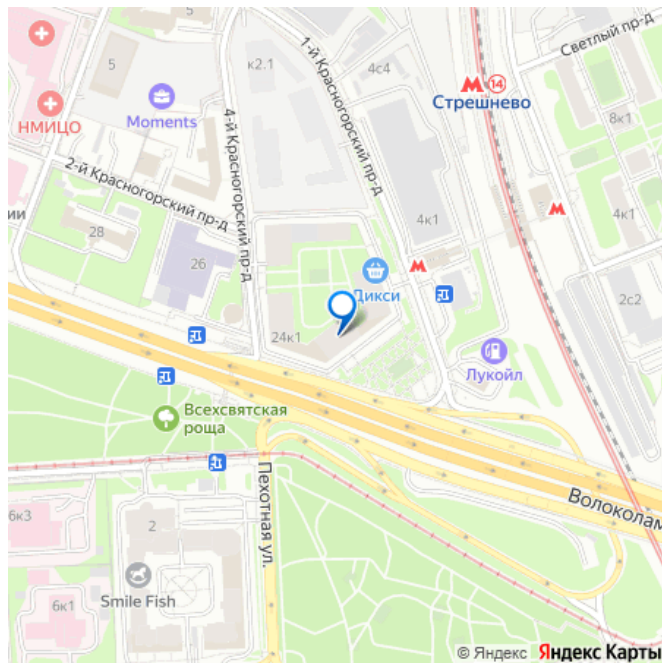 Светлый пр-д
к2.1
1-й Красногорский пр-д
4с4
5
14
Стрешнево
Moments
8к1
НМИЦО
4-й Красногорский пр-д
2-й Красногорский пр-д
4к1
4к1
ии
28
26
Дикси
2с2
24к1
Лукойл
Всехсвятская
роща
Пехотная ул.
Волоколам
6к3
2
Smile Fish
6к1
© Яндекс Яндекс Карты